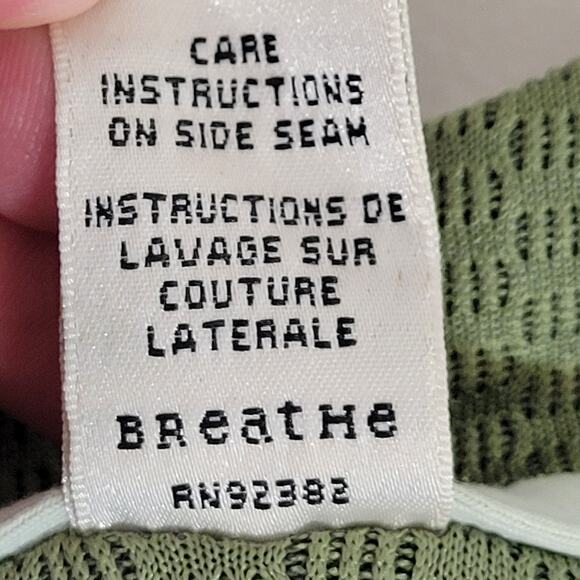 CARE
INSTRUCTIONS
ON SIDE SEAM
INSTRUCTIONS DE
LAVAGE SUR
COUTURE
LATERALE
BReatHe
RN92382